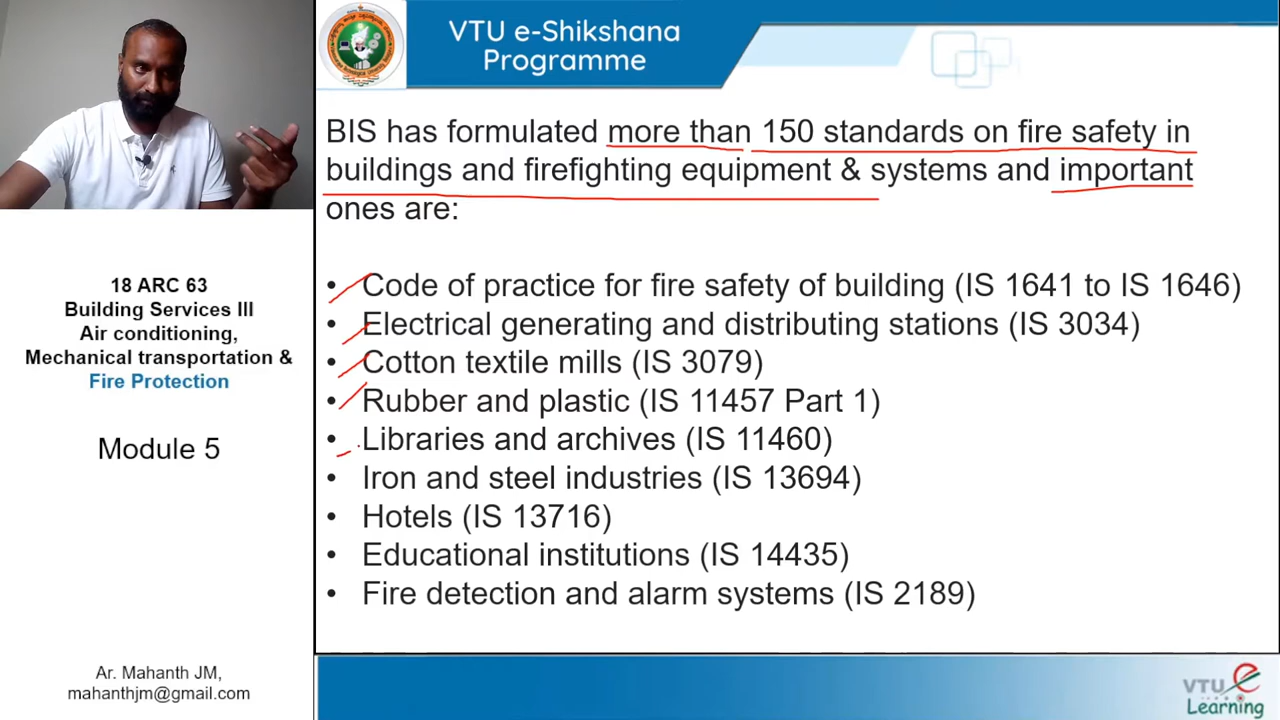 VTU e-Shikshana
Programme
BIS has formulated more than 150 standards on fire safety in
buildings and firefighting equipment & systems and important
ones are:
• Code of practice for fire safety of building (IS 1641 to IS 1646)
• Electrical generating and distributing stations (IS 3034)
• Cotton textile mills (IS 3079)
• Rubber and plastic (IS 11457 Part 1)
• Libraries and archives (IS 11460)
• Iron and steel industries (IS 13694)
• Hotels (IS 13716)
• Educational institutions (IS 14435)
• Fire detection and alarm systems (IS 2189)
18 ARC 63
Building Services III
Air conditioning,
Mechanical transportation &
Fire Protection
Module 5
Ar. Mahanth JM,
mahanthjm@gmail.com
VTU e
Learning